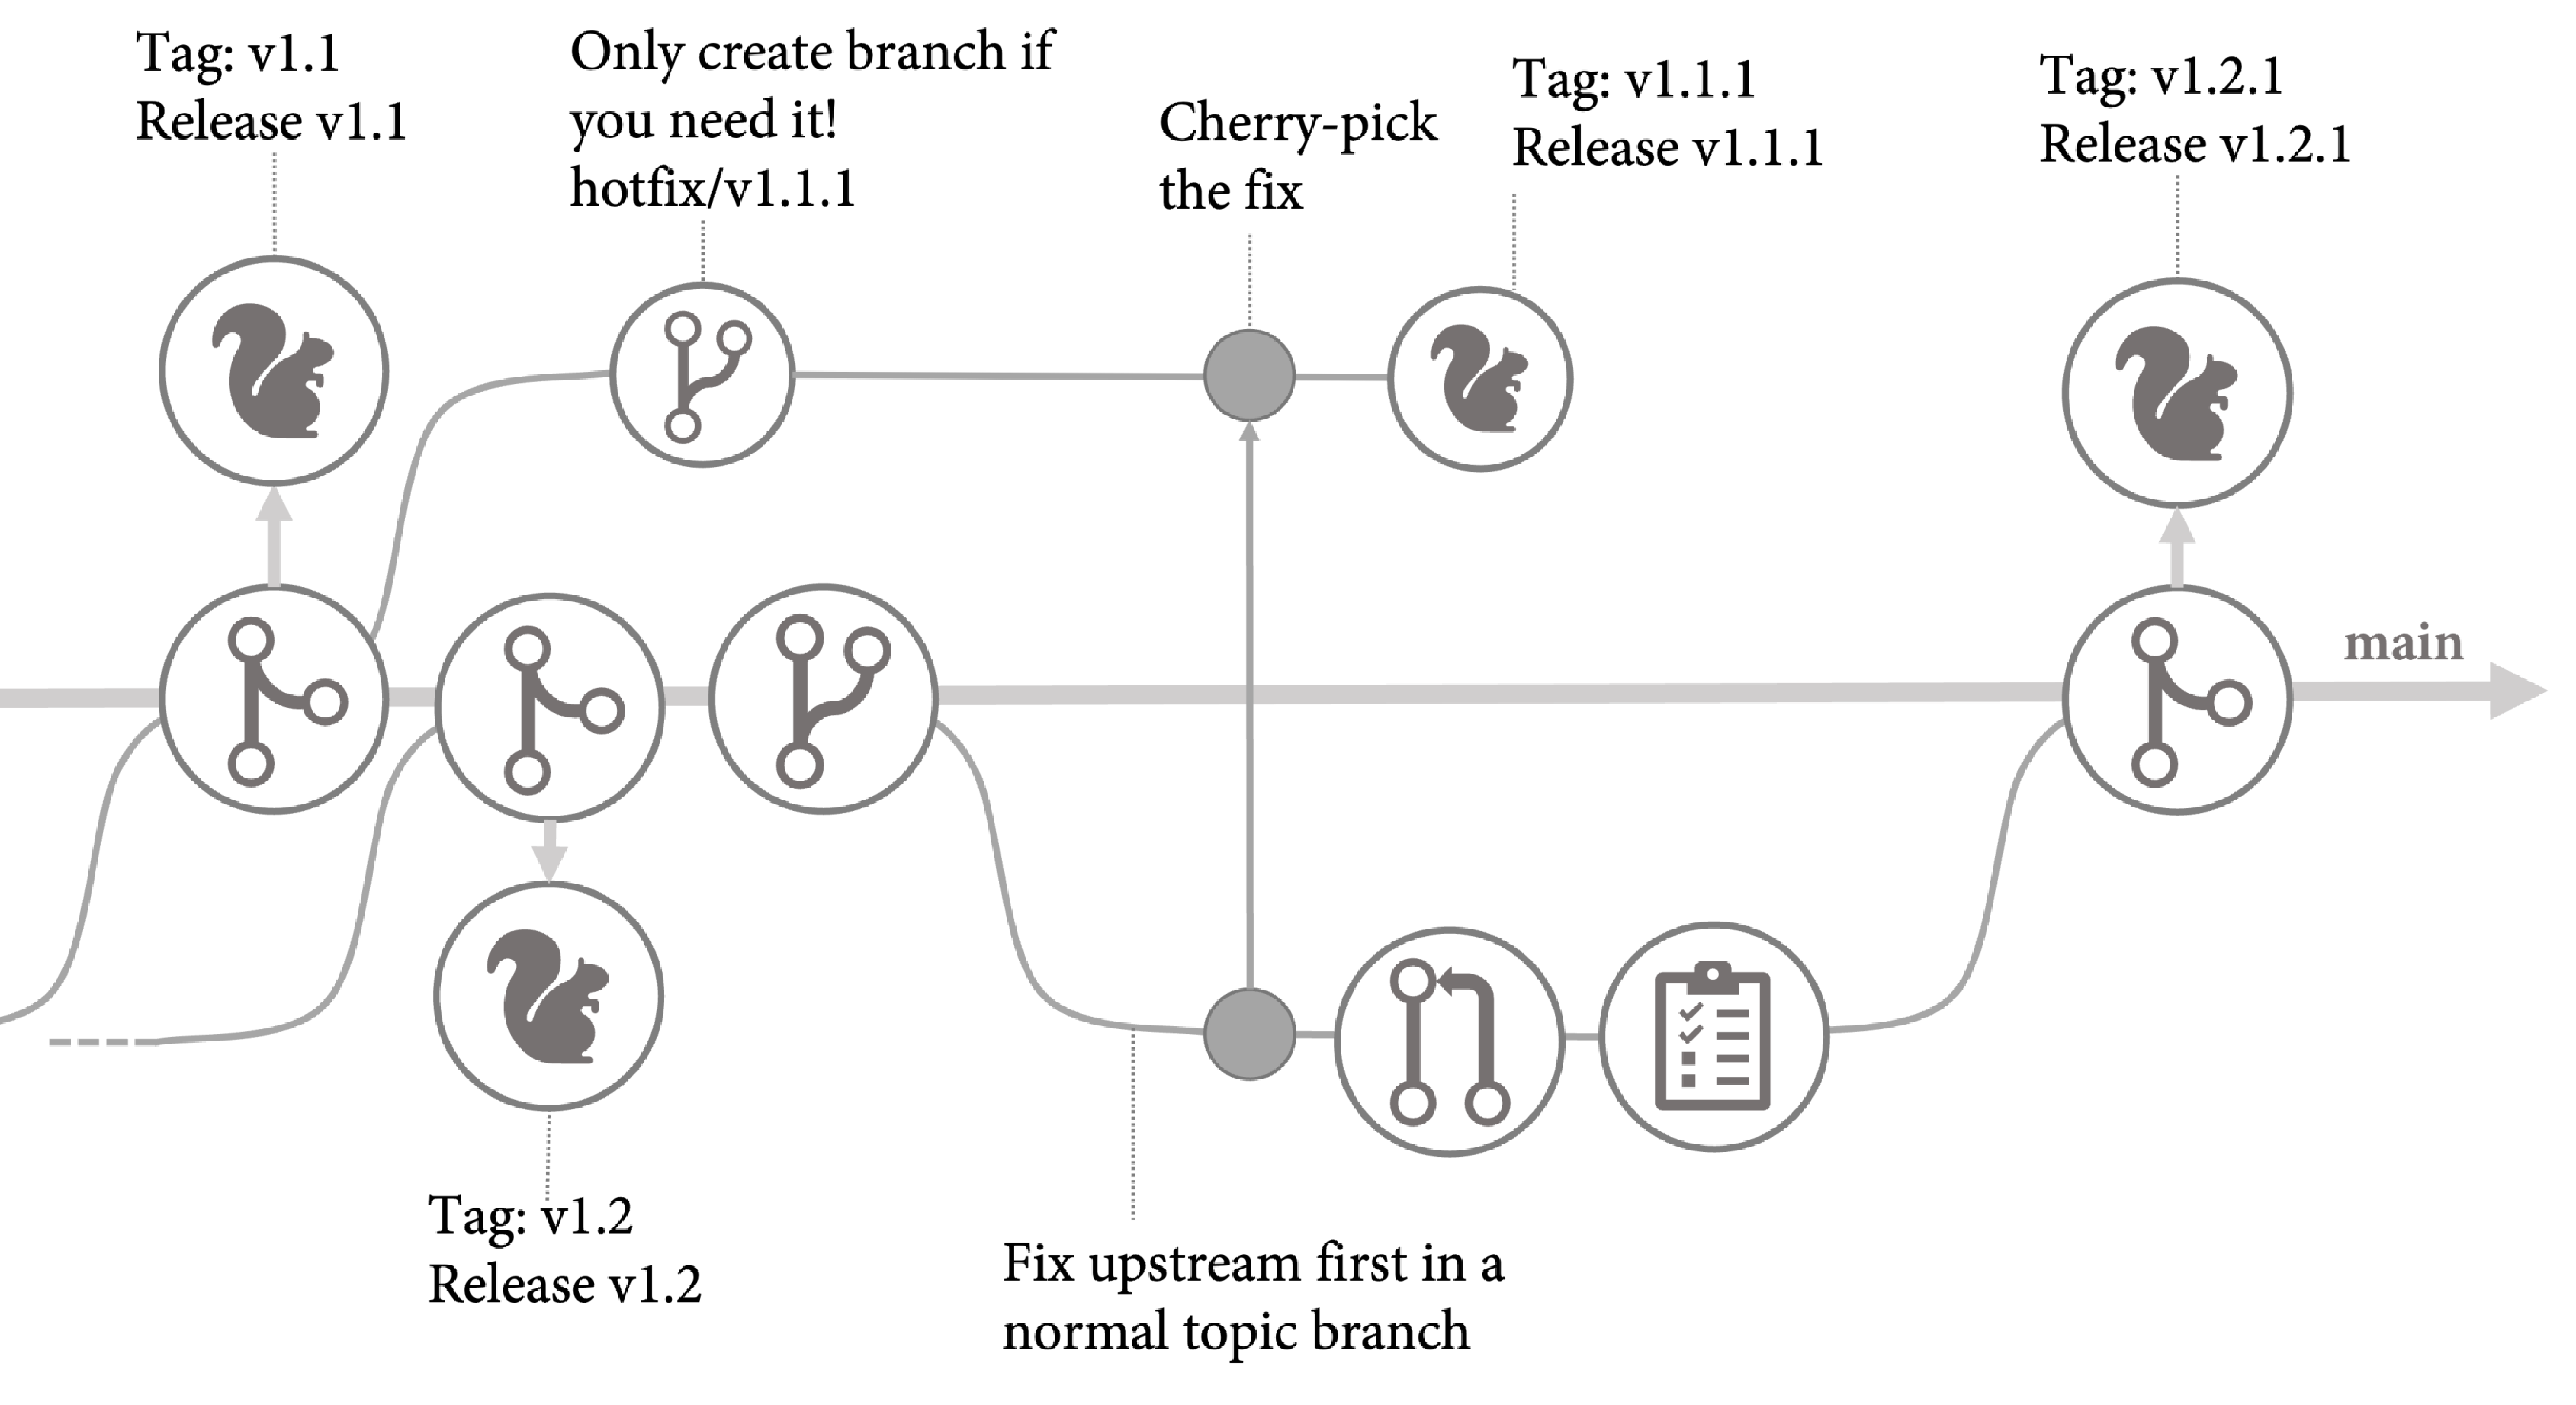 Tag: v1.1
Release v1.1
Only create branch if
you need it!
hotfix/v1.1.1
Cherry-pick
the fix
Tag: v1.1.1
Release v1.1.1
Tag: v1.2.1
Release v1.2.1
main
Tag: v1.2
Release v1.2
Fix upstream first in a
normal topic branch